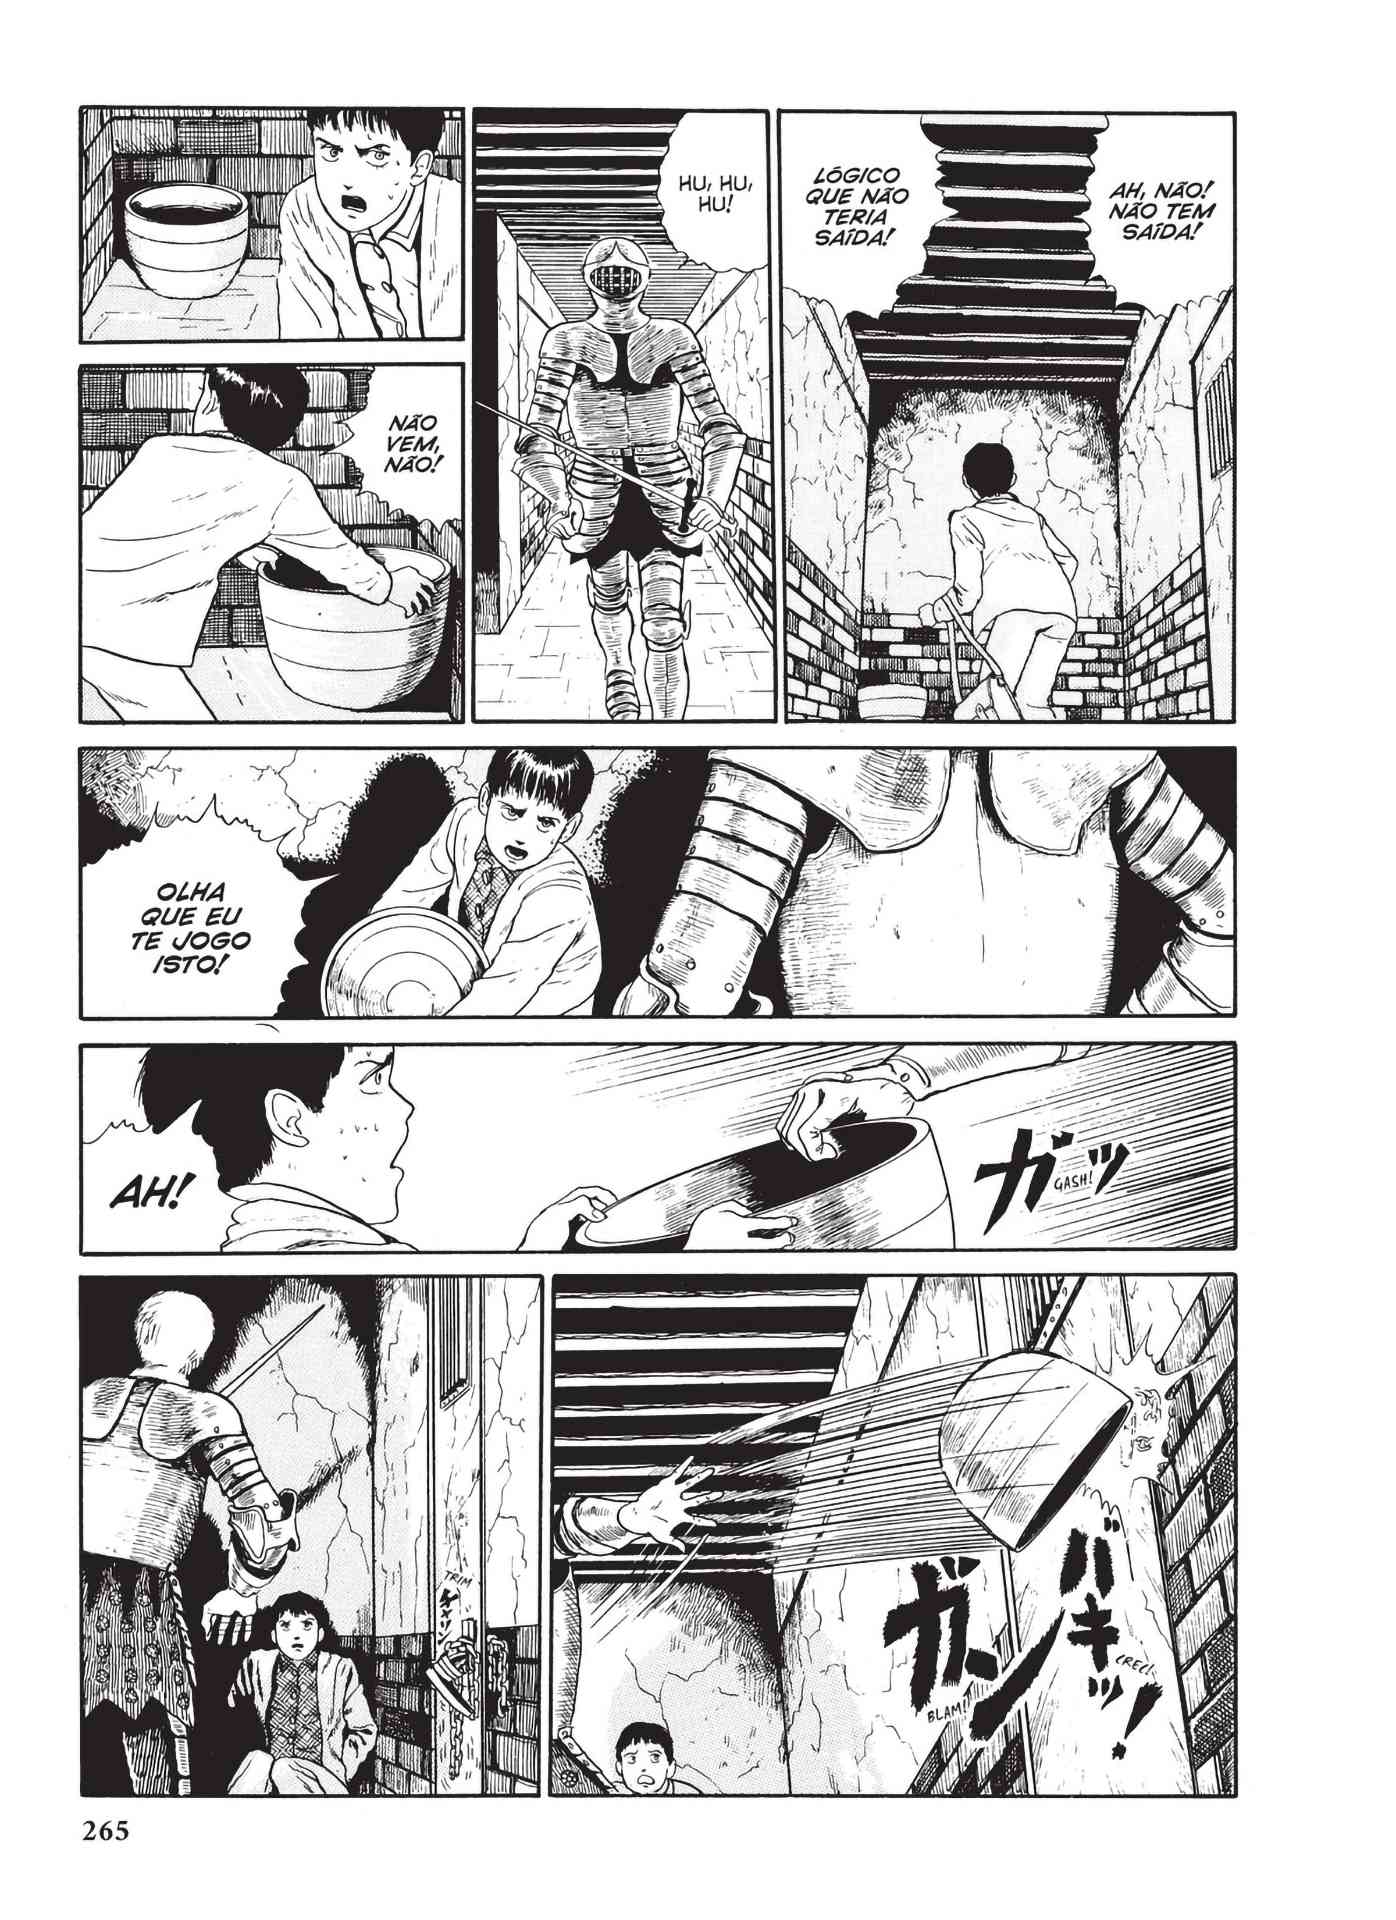 AH, NÃO!
NÃO TEM
SAÍDA!
LÓGICO
QUE NÃO
TERIA
SAÍDA!
HU, HU,
HU!
NÃO
VEM,
NÃO!
OLHA
QUE EU
TE JOGO
ISTO!
ガッ
GASH!
AH!
バキッ!
CREC!
ガーン
BLAM!
TRIM
265